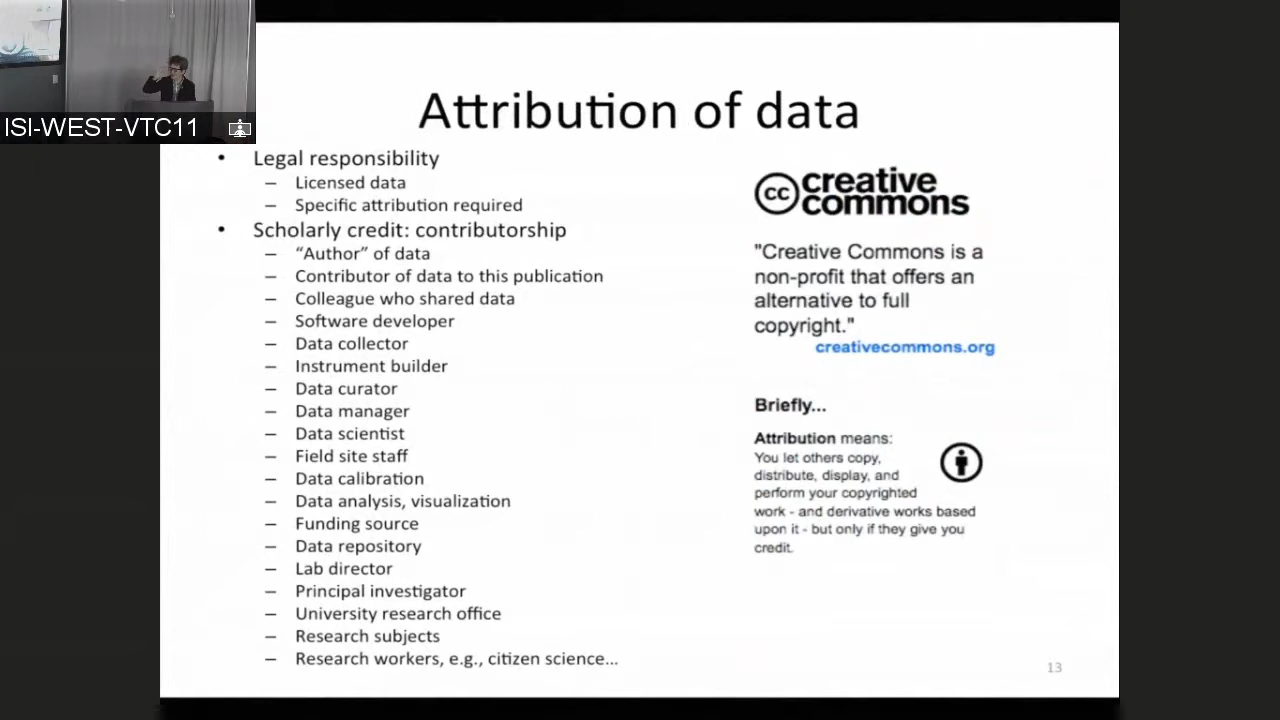 ISI-WEST-VTC11
Attribution of data
• Legal responsibility
– Licensed data
– Specific attribution required
• Scholarly credit: contributorship
– “Author” of data
– Contributor of data to this publication
– Colleague who shared data
– Software developer
– Data collector
– Instrument builder
– Data curator
– Data manager
– Data scientist
– Field site staff
– Data calibration
– Data analysis, visualization
– Funding source
– Data repository
– Lab director
– Principal investigator
– University research office
– Research subjects
– Research workers, e.g., citizen science...
cc creative
commons
"Creative Commons is a
non-profit that offers an
alternative to full
copyright."
creativecommons.org
Briefly...
Attribution means:
You let others copy,
distribute, display, and
perform your copyrighted
work - and derivative works based
upon it - but only if they give you
credit.
13